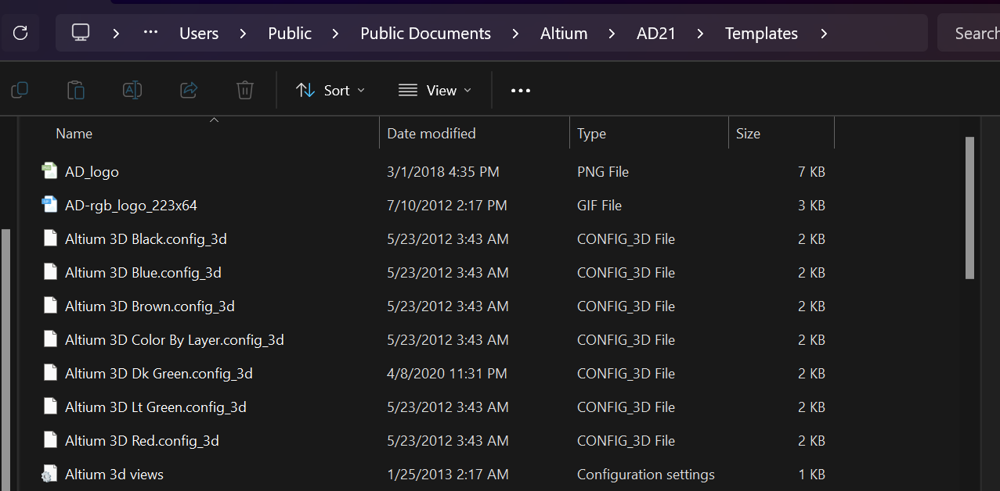 Users Public Public Documents Altium AD21 Templates Search
Sort View
Name Date modified Type Size
AD_logo 3/1/2018 4:35 PM PNG File 7 KB
AD-rgb_logo_223x64 7/10/2012 2:17 PM GIF File 3 KB
Altium 3D Black.config_3d 5/23/2012 3:43 AM CONFIG_3D File 2 KB
Altium 3D Blue.config_3d 5/23/2012 3:43 AM CONFIG_3D File 2 KB
Altium 3D Brown.config_3d 5/23/2012 3:43 AM CONFIG_3D File 2 KB
Altium 3D Color By Layer.config_3d 5/23/2012 3:43 AM CONFIG_3D File 2 KB
Altium 3D Dk Green.config_3d 4/8/2020 11:31 PM CONFIG_3D File 2 KB
Altium 3D Lt Green.config_3d 5/23/2012 3:43 AM CONFIG_3D File 2 KB
Altium 3D Red.config_3d 5/23/2012 3:43 AM CONFIG_3D File 2 KB
Altium 3d views 1/25/2013 2:17 AM Configuration settings 1 KB